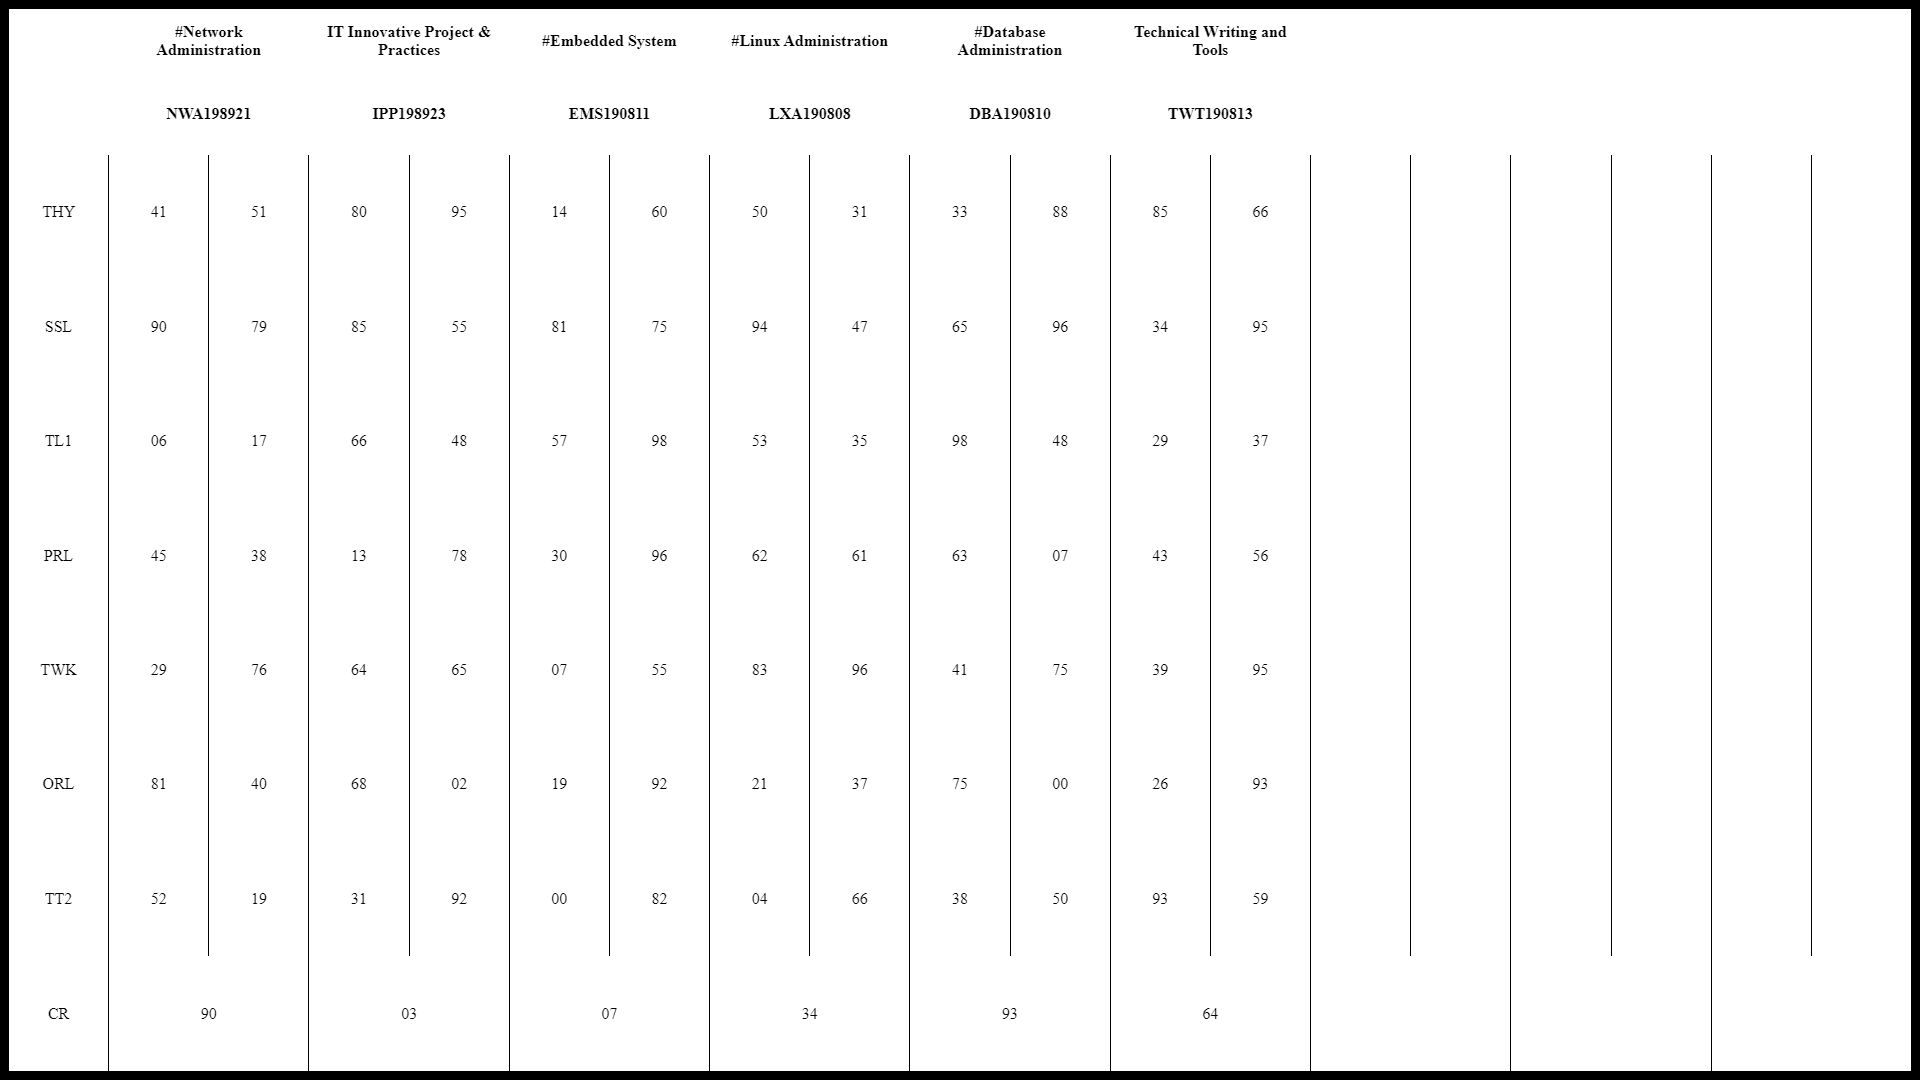 #Network Administration IT Innovative Project & Practices #Embedded System #Linux Administration #Database Administration Technical Writing and Tools
NWA198921 IPP198923 EMS190811 LXA190808 DBA190810 TWT190813
THY 41 51 80 95 14 60 50 31 33 88 85 66
SSL 90 79 85 55 81 75 94 47 65 96 34 95
TL1 06 17 66 48 57 98 53 35 98 48 29 37
PRL 45 38 13 78 30 96 62 61 63 07 43 56
TWK 29 76 64 65 07 55 83 96 41 75 39 95
ORL 81 40 68 02 19 92 21 37 75 00 26 93
TT2 52 19 31 92 00 82 04 66 38 50 93 59
CR 90 03 07 34 93 64